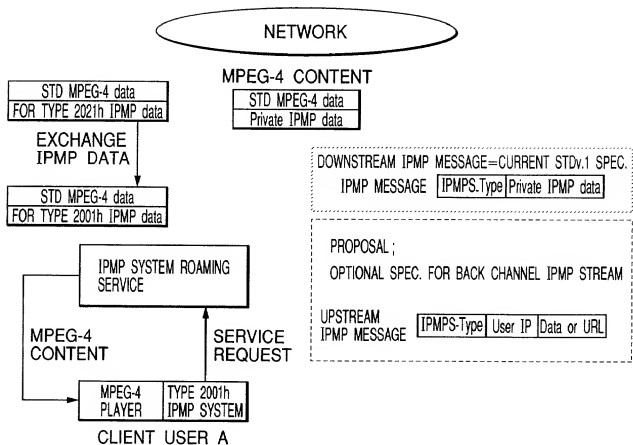 NETWORK
MPEG-4 CONTENT
STD MPEG-4 data
Private IPMP data
STD MPEG-4 data
FOR TYPE 2021h IPMP data
EXCHANGE
IPMP DATA
STD MPEG-4 data
FOR TYPE 2001h IPMP data
DOWNSTREAM IPMP MESSAGE=CURRENT STDv.1 SPEC.
IPMP MESSAGE IPMPS.Type Private IPMP data
PROPOSAL ;
OPTIONAL SPEC. FOR BACK CHANNEL IPMP STREAM
UPSTREAM
IPMP MESSAGE IPMPS-Type User IP Data or URL
IPMP SYSTEM ROAMING
SERVICE
MPEG-4
CONTENT
SERVICE
REQUEST
MPEG-4
PLAYER
TYPE 2001h
IPMP SYSTEM
CLIENT USER A